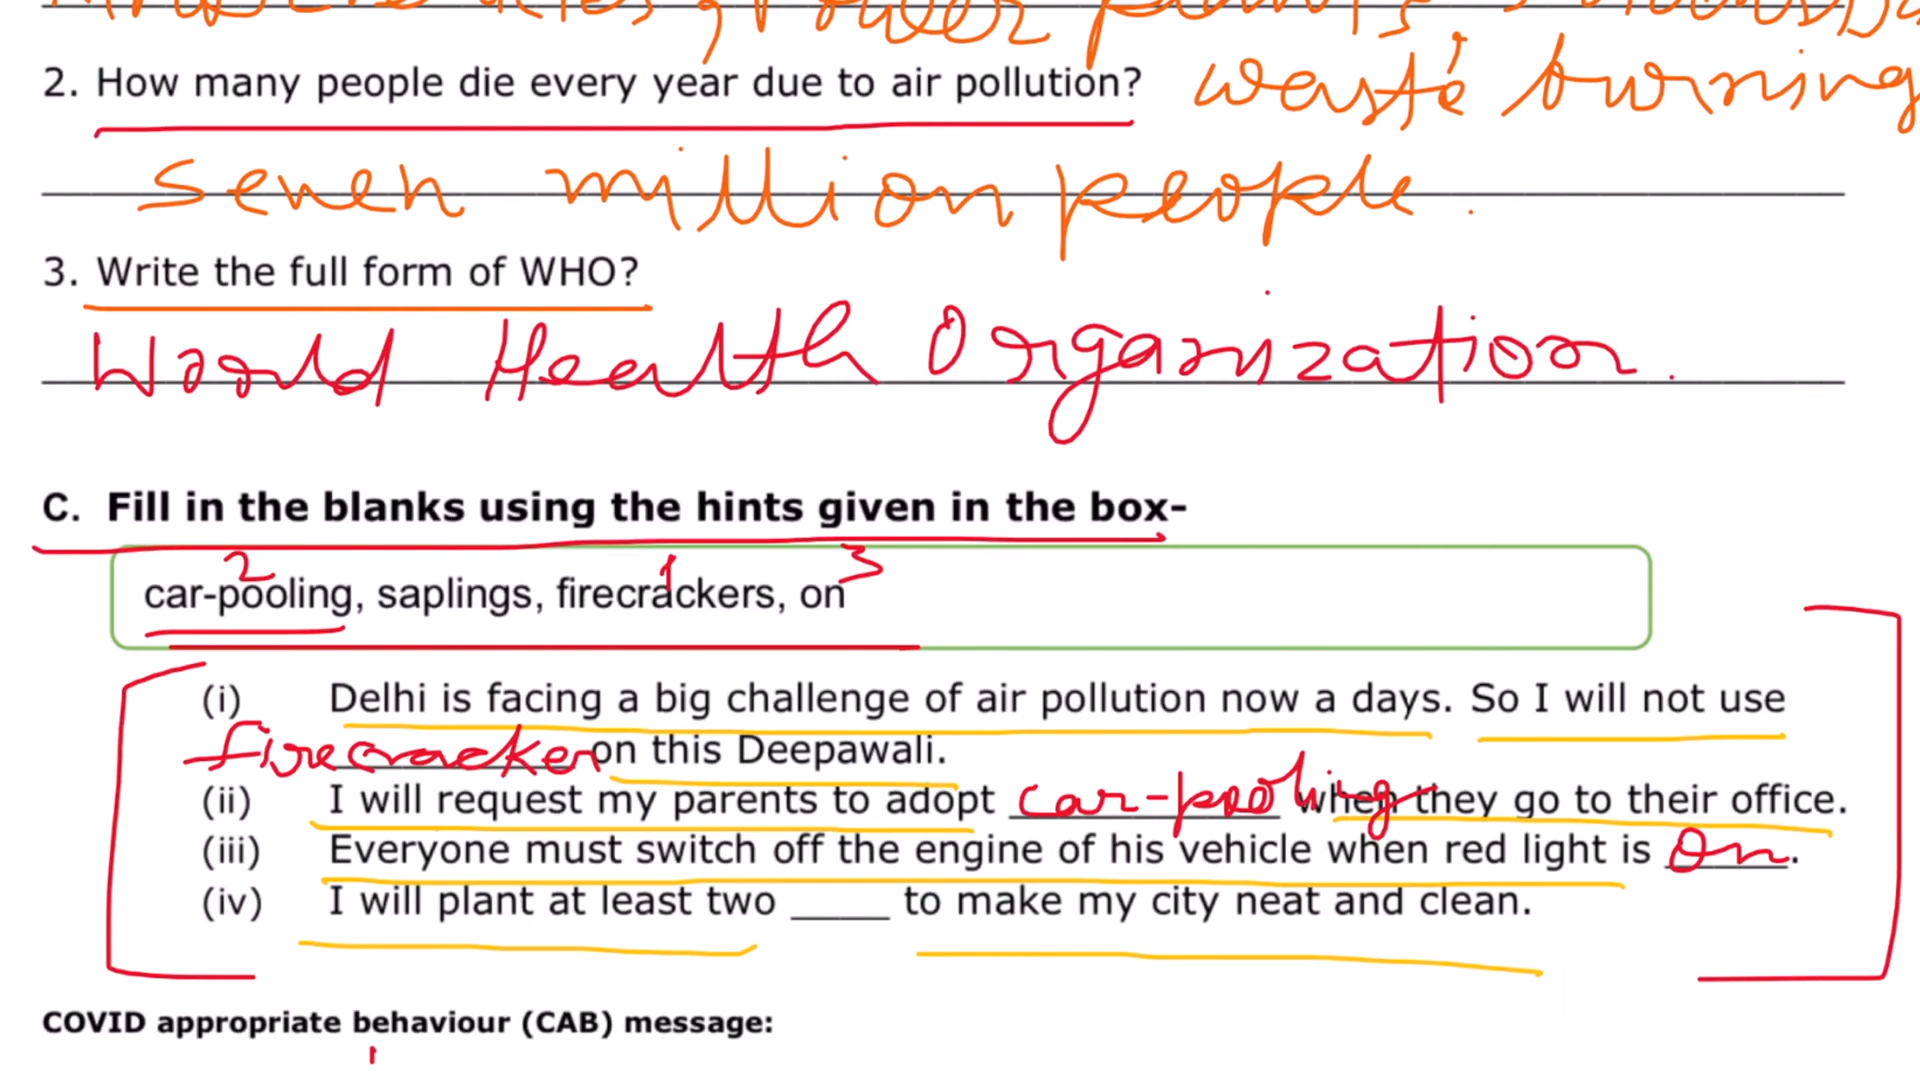 2. How many people die every year due to air pollution? waste burning
seven million people.
3. Write the full form of WHO?
World Health Organization.
C. Fill in the blanks using the hints given in the box-
2 1 3
car-pooling, saplings, firecrackers, on
(i) Delhi is facing a big challenge of air pollution now a days. So I will not use
firecracker on this Deepawali.
(ii) I will request my parents to adopt car-pooling when they go to their office.
(iii) Everyone must switch off the engine of his vehicle when red light is on.
(iv) I will plant at least two ____ to make my city neat and clean.
COVID appropriate behaviour (CAB) message: